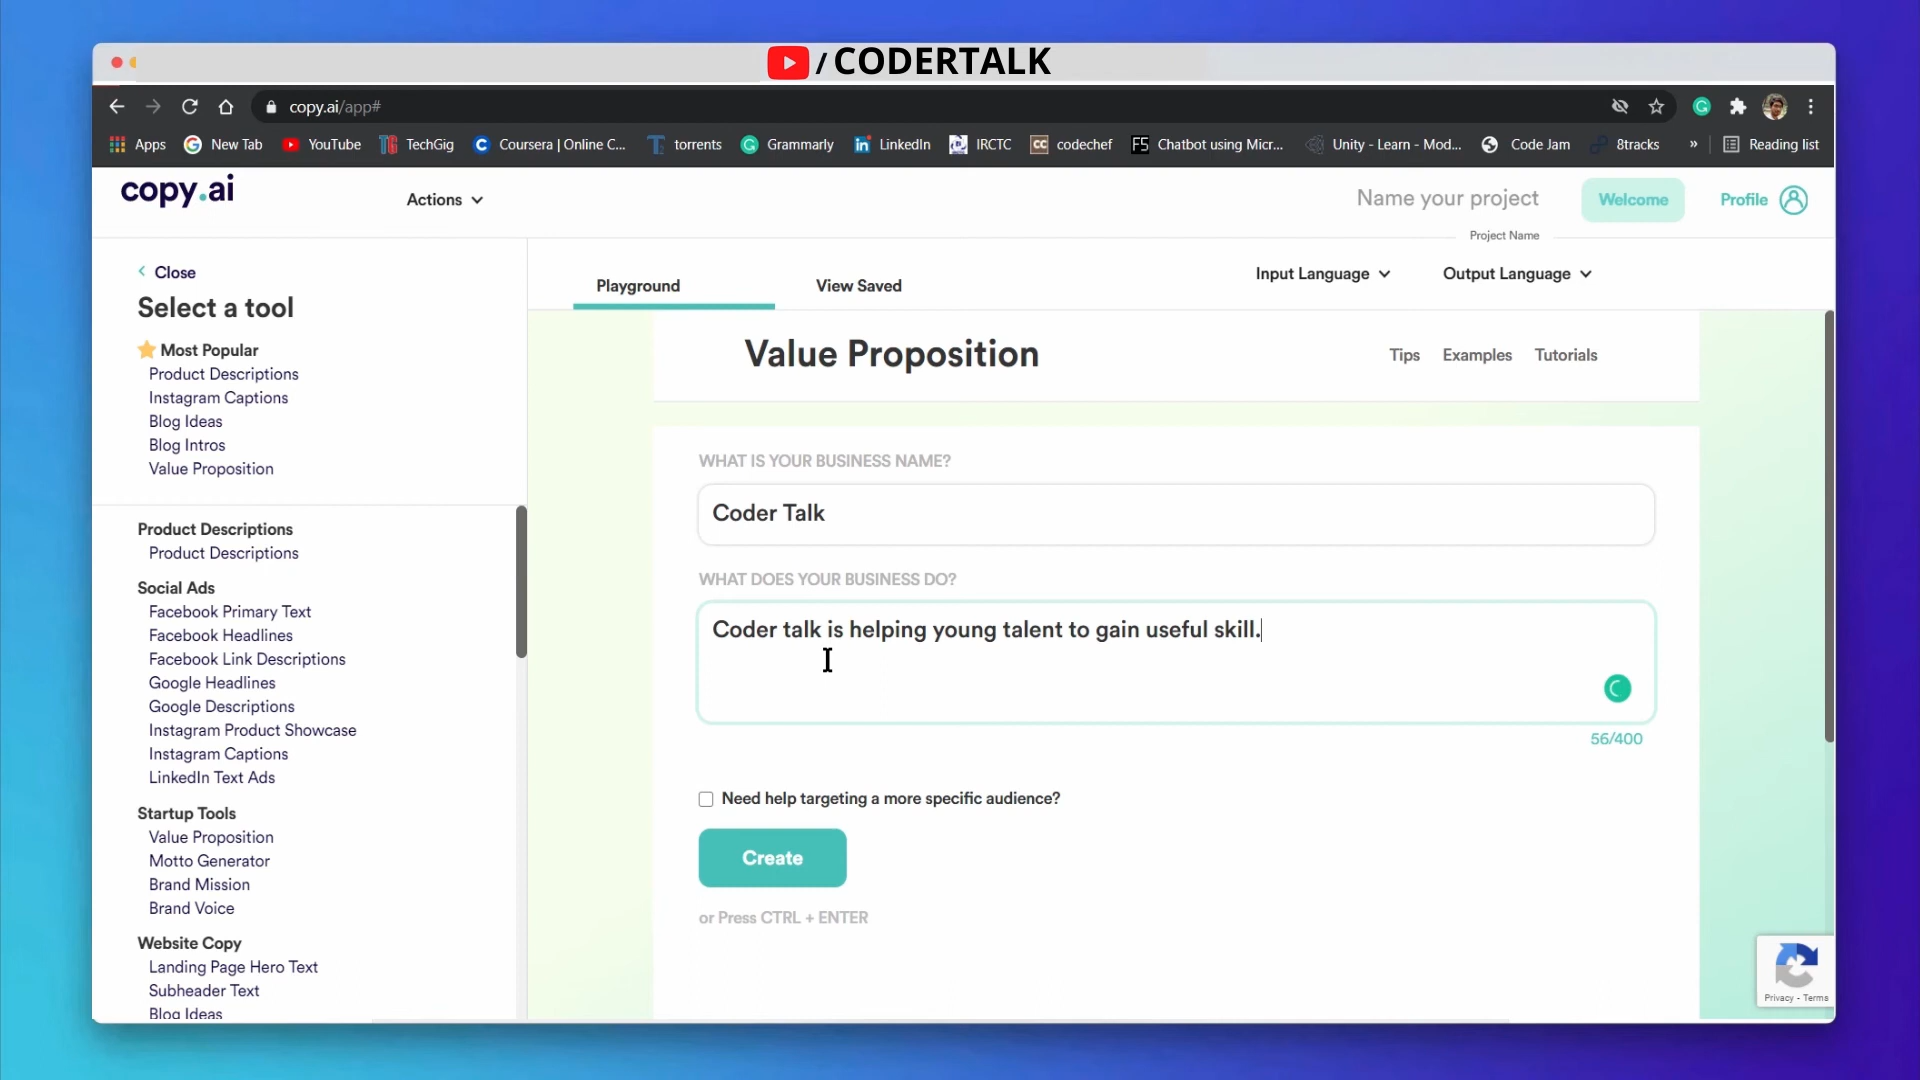 / CODERTALK
copy.ai/app#
Apps New Tab YouTube TechGig Coursera | Online C... torrents Grammarly LinkedIn IRCTC codechef Chatbot using Micr... Unity - Learn - Mod... Code Jam 8tracks » Reading list
copy.ai
Actions
Name your project
Welcome
Profile
Project Name
Close
Select a tool
Most Popular
Product Descriptions
Instagram Captions
Blog Ideas
Blog Intros
Value Proposition
Product Descriptions
Product Descriptions
Social Ads
Facebook Primary Text
Facebook Headlines
Facebook Link Descriptions
Google Headlines
Google Descriptions
Instagram Product Showcase
Instagram Captions
LinkedIn Text Ads
Startup Tools
Value Proposition
Motto Generator
Brand Mission
Brand Voice
Website Copy
Landing Page Hero Text
Subheader Text
Blog Ideas
Playground
View Saved
Input Language
Output Language
Value Proposition
Tips Examples Tutorials
WHAT IS YOUR BUSINESS NAME?
Coder Talk
WHAT DOES YOUR BUSINESS DO?
Coder talk is helping young talent to gain useful skill.
56/400
Need help targeting a more specific audience?
Create
or Press CTRL + ENTER
Privacy - Terms